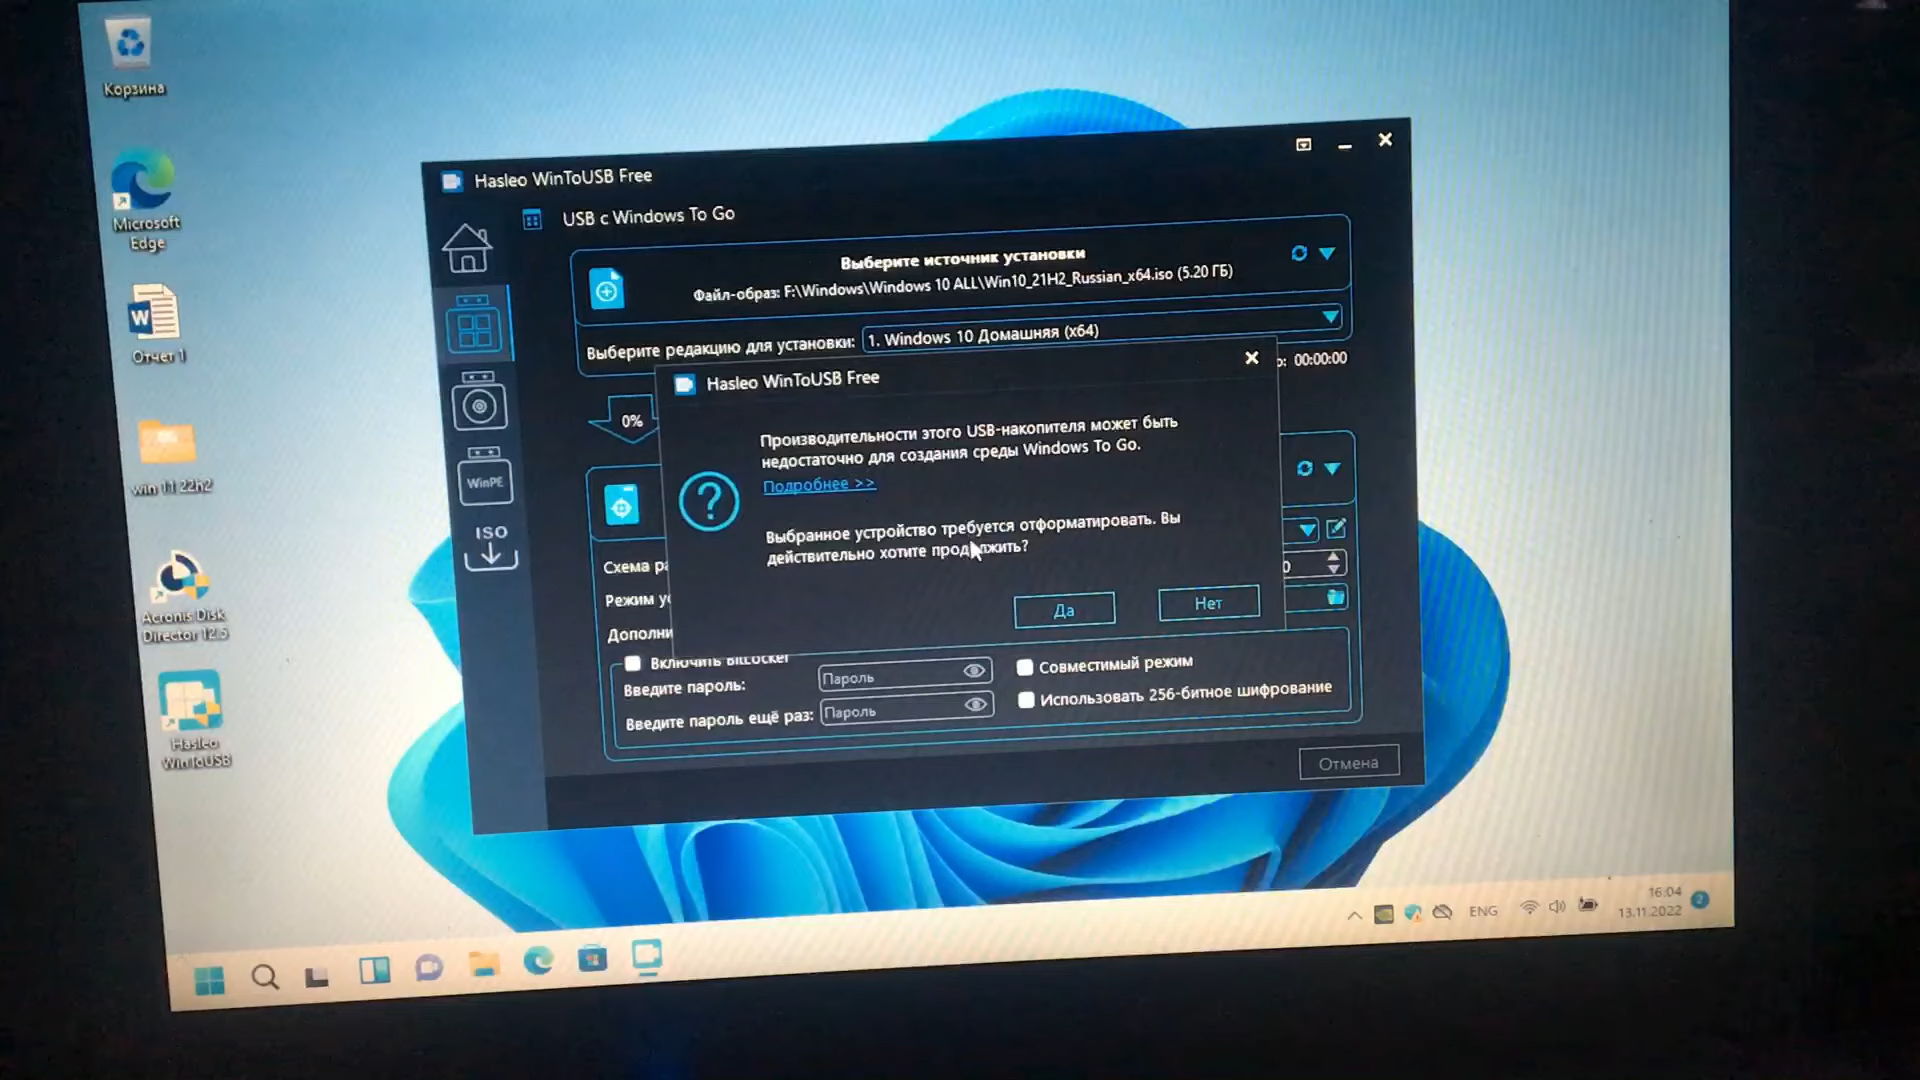 Корзина
Microsoft
Edge
W
Отчет 1
win 11 22h2
Acronis Disk
Director 12.5
Hasleo
WinToUSB
Hasleo WinToUSB Free
USB с Windows To Go
Выберите источник установки
Файл-образ: F:\Windows\Windows 10 ALL\Win10_21H2_Russian_x64.iso (5.20 ГБ)
Выберите редакцию для установки: 1. Windows 10 Домашняя (x64)
00:00:00
0%
WinPE
ISO
Hasleo WinToUSB Free
Производительности этого USB-накопителя может быть
недостаточно для создания среды Windows To Go.
Подробнее >>
Выбранное устройство требуется отформатировать. Вы
действительно хотите продолжить?
Да
Нет
Схема
Режим
Включить BitLocker
Введите пароль: Пароль
Введите пароль ещё раз: Пароль
Совместимый режим
Использовать 256-битное шифрование
Отмена
ENG
16:04
13.11.2022
2